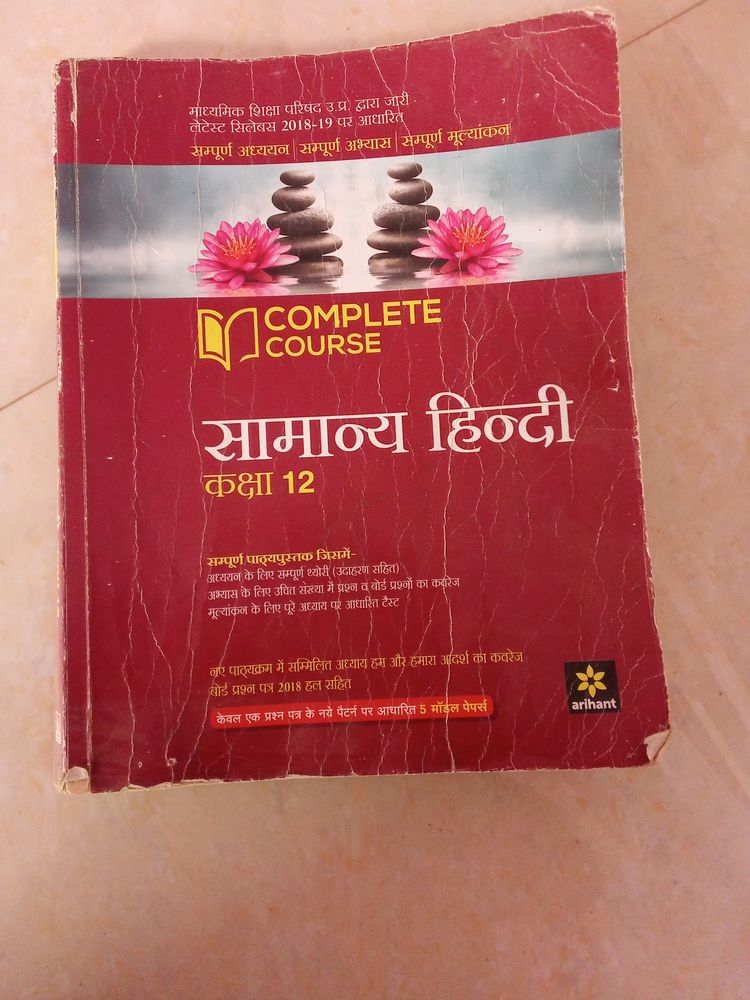 माध्यमिक शिक्षा परिषद उ.प्र. द्वारा जारी
लेटेस्ट सिलेबस 2018-19 पर आधारित
सम्पूर्ण अध्ययन | सम्पूर्ण अभ्यास | सम्पूर्ण मूल्यांकन
COMPLETE
COURSE
सामान्य हिन्दी
कक्षा 12
सम्पूर्ण पाठ्यपुस्तक जिसमें-
अध्ययन के लिए सम्पूर्ण थ्योरी (उदाहरण सहित)
अभ्यास के लिए उचित संख्या में प्रश्न व बोर्ड प्रश्नों का कवरेज
मूल्यांकन के लिए पूरे अध्याय पर आधारित टैस्ट
नए पाठ्यक्रम में सम्मिलित अध्याय हम और हमारा आदर्श का कवरेज
बोर्ड प्रश्न पत्र 2018 हल सहित
केवल एक प्रश्न पत्र के नये पैटर्न पर आधारित 5 मॉडल पेपर्स
arihant